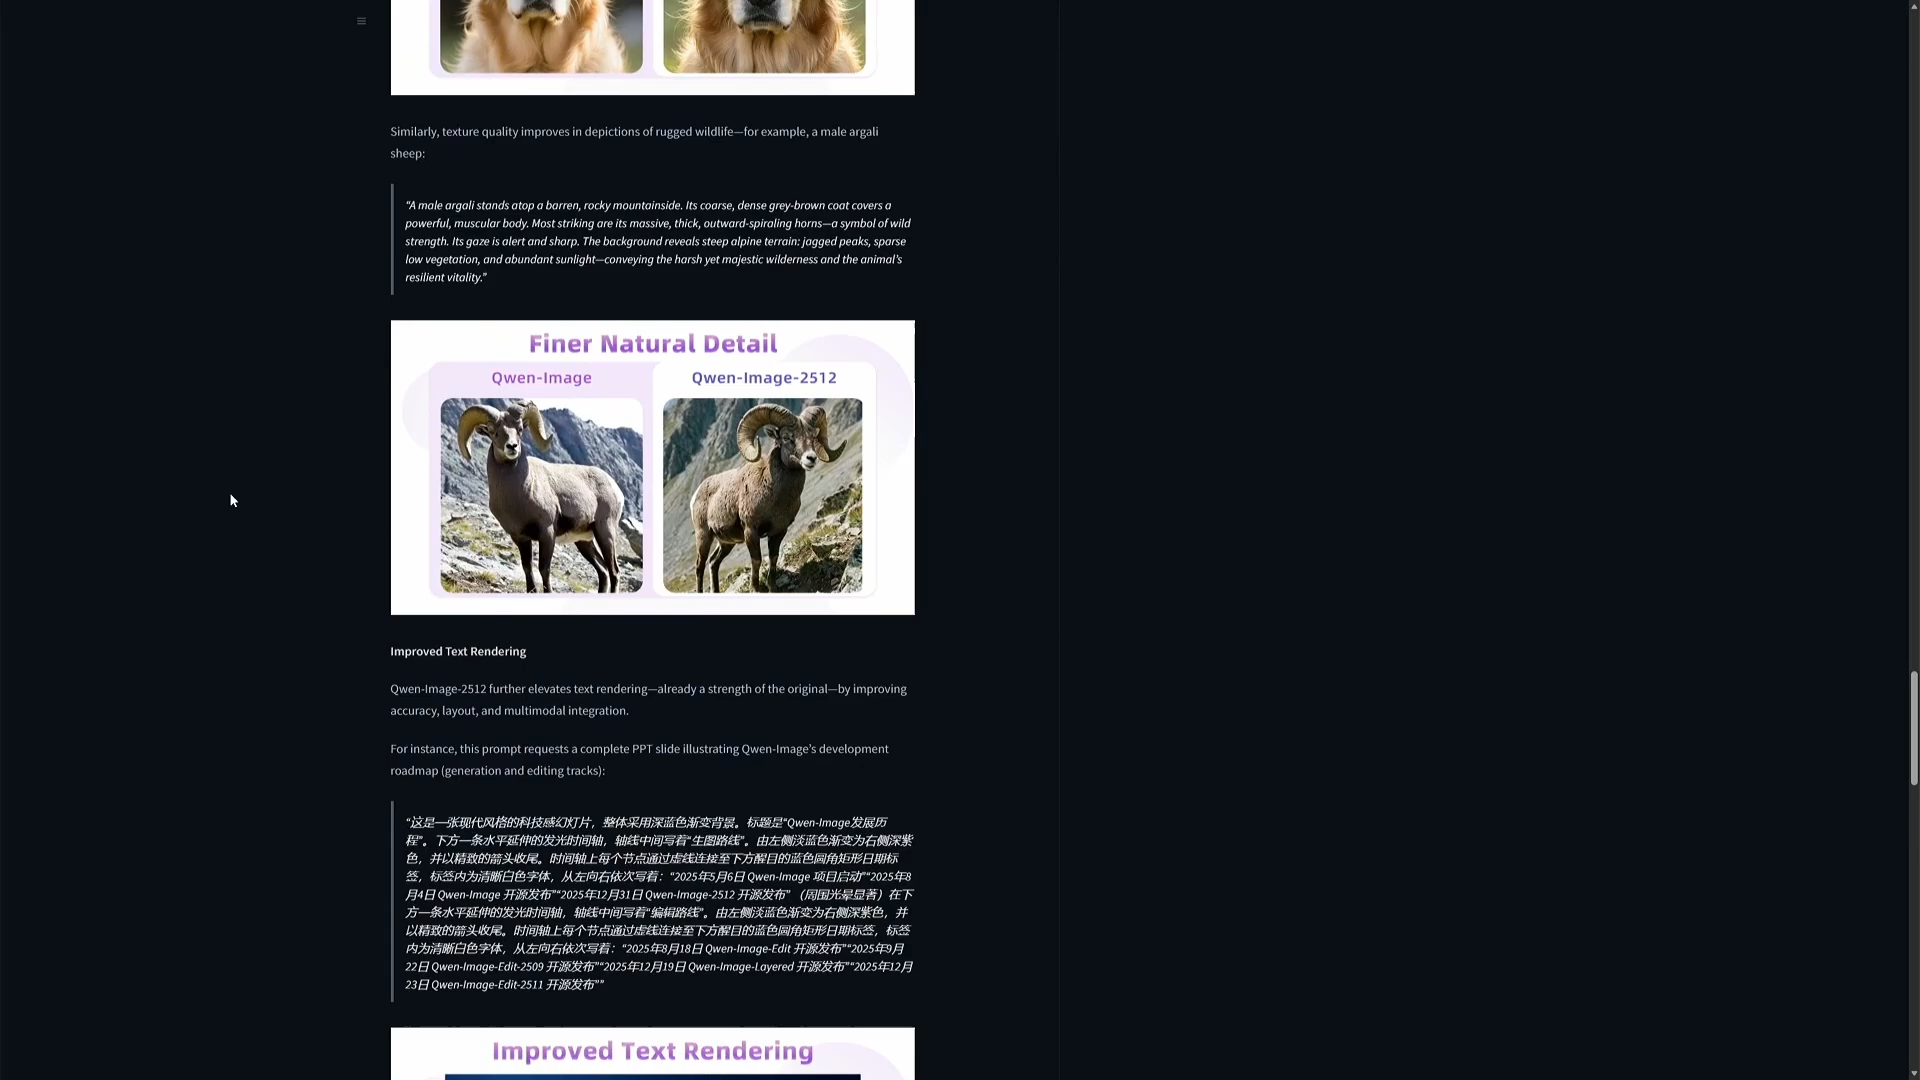 Similarly, texture quality improves in depictions of rugged wildlife—for example, a male argali
sheep:
“A male argali stands atop a barren, rocky mountainside. Its coarse, dense grey-brown coat covers a
powerful, muscular body. Most striking are its massive, thick, outward-spiraling horns—a symbol of wild
strength. Its gaze is alert and sharp. The background reveals steep alpine terrain: jagged peaks, sparse
low vegetation, and abundant sunlight—conveying the harsh yet majestic wilderness and the animal’s
resilient vitality.”
Finer Natural Detail
Qwen-Image
Qwen-Image-2512
Improved Text Rendering
Qwen-Image-2512 further elevates text rendering—already a strength of the original—by improving
accuracy, layout, and multimodal integration.
For instance, this prompt requests a complete PPT slide illustrating Qwen-Image’s development
roadmap (generation and editing tracks):
“这是一张现代风格的科技感幻灯片，整体采用深蓝色渐变背景。标题是“Qwen-Image发展历
程”。下方一条水平延伸的发光时间轴，轴线中间写着“生图路线”。由左侧淡蓝色渐变为右侧深紫
色，并以精致的箭头收尾。时间轴上每个节点通过虚线连接至下方醒目的蓝色圆角矩形日期标
签，标签内为清晰白色字体，从左向右依次写着：“2025年5月6日 Qwen-Image 项目启动”“2025年8
月4日 Qwen-Image 开源发布”“2025年12月31日 Qwen-Image-2512 开源发布” （周围光晕显著）在下
方一条水平延伸的发光时间轴，轴线中间写着“编辑路线”。由左侧淡蓝色渐变为右侧深紫色，并
以精致的箭头收尾。时间轴上每个节点通过虚线连接至下方醒目的蓝色圆角矩形日期标签，标签
内为清晰白色字体，从左向右依次写着：“2025年8月18日 Qwen-Image-Edit 开源发布”“2025年9月
22日 Qwen-Image-Edit-2509 开源发布”“2025年12月19日 Qwen-Image-Layered 开源发布”“2025年12月
23日 Qwen-Image-Edit-2511 开源发布””
Improved Text Rendering